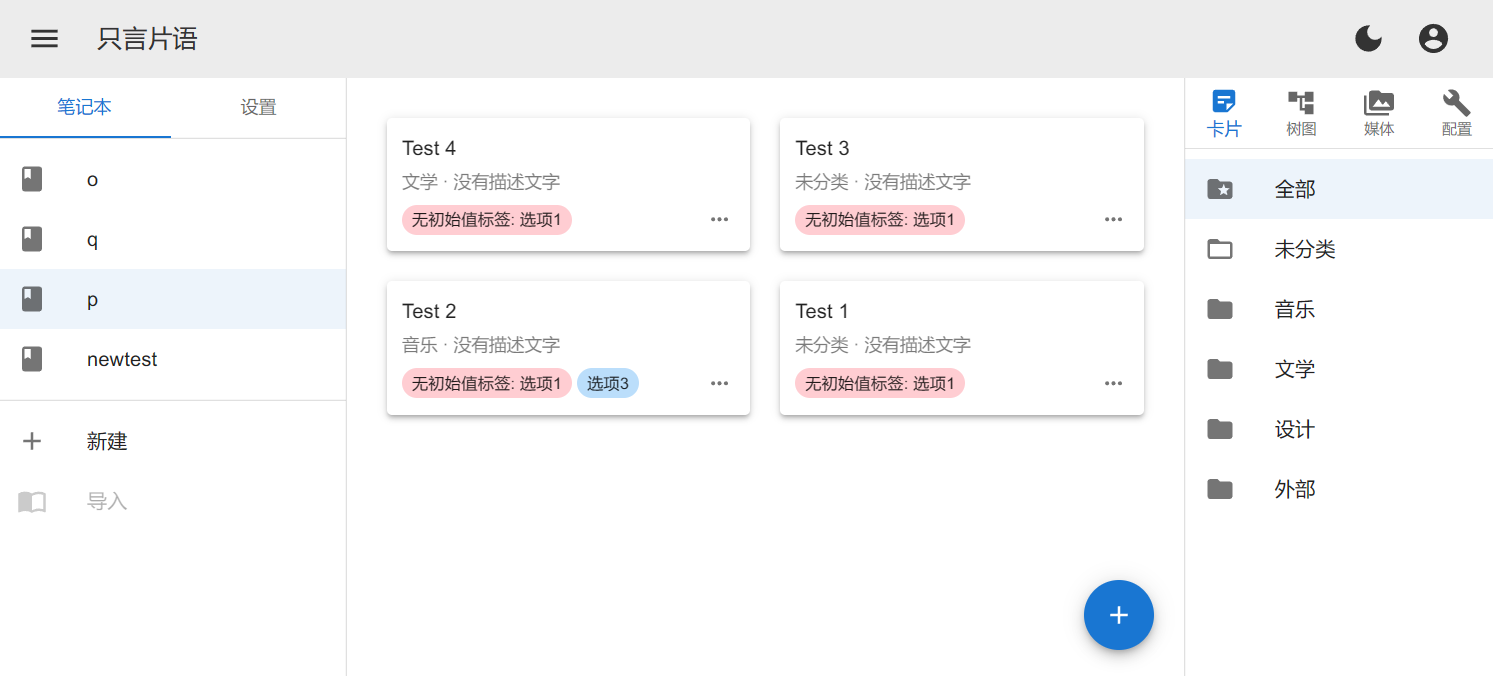 只言片语
笔记本 设置
o
q
p
newtest
新建
导入
Test 4
文学 · 没有描述文字
无初始值标签: 选项1
Test 3
未分类 · 没有描述文字
无初始值标签: 选项1
Test 2
音乐 · 没有描述文字
无初始值标签: 选项1 选项3
Test 1
未分类 · 没有描述文字
无初始值标签: 选项1
卡片 树图 媒体 配置
全部
未分类
音乐
文学
设计
外部